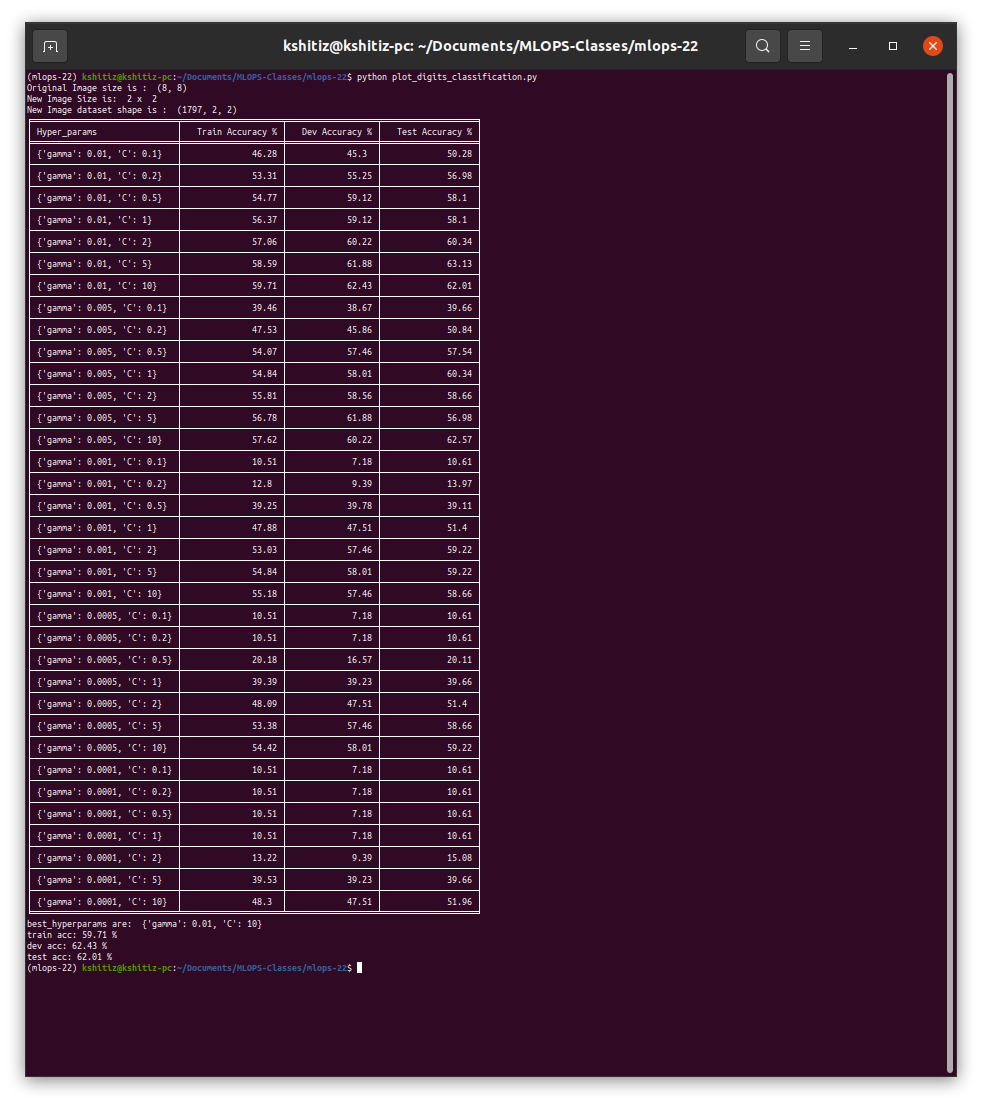 kshitiz@kshitiz-pc: ~/Documents/MLOPS-Classes/mlops-22
(mlops-22) kshitiz@kshitiz-pc:~/Documents/MLOPS-Classes/mlops-22$ python plot_digits_classification.py
Original Image size is :  (8, 8)
New Image Size is:  2 x  2
New Image dataset shape is :  (1797, 2, 2)
Hyper_params Train Accuracy % Dev Accuracy % Test Accuracy %
{'gamma': 0.01, 'C': 0.1} 46.28 45.3 50.28
{'gamma': 0.01, 'C': 0.2} 53.31 55.25 56.98
{'gamma': 0.01, 'C': 0.5} 54.77 59.12 58.1
{'gamma': 0.01, 'C': 1} 56.37 59.12 58.1
{'gamma': 0.01, 'C': 2} 57.06 60.22 60.34
{'gamma': 0.01, 'C': 5} 58.59 61.88 63.13
{'gamma': 0.01, 'C': 10} 59.71 62.43 62.01
{'gamma': 0.005, 'C': 0.1} 39.46 38.67 39.66
{'gamma': 0.005, 'C': 0.2} 47.53 45.86 50.84
{'gamma': 0.005, 'C': 0.5} 54.07 57.46 57.54
{'gamma': 0.005, 'C': 1} 54.84 58.01 60.34
{'gamma': 0.005, 'C': 2} 55.81 58.56 58.66
{'gamma': 0.005, 'C': 5} 56.78 61.88 56.98
{'gamma': 0.005, 'C': 10} 57.62 60.22 62.57
{'gamma': 0.001, 'C': 0.1} 10.51 7.18 10.61
{'gamma': 0.001, 'C': 0.2} 12.8 9.39 13.97
{'gamma': 0.001, 'C': 0.5} 39.25 39.78 39.11
{'gamma': 0.001, 'C': 1} 47.88 47.51 51.4
{'gamma': 0.001, 'C': 2} 53.03 57.46 59.22
{'gamma': 0.001, 'C': 5} 54.84 58.01 59.22
{'gamma': 0.001, 'C': 10} 55.18 57.46 58.66
{'gamma': 0.0005, 'C': 0.1} 10.51 7.18 10.61
{'gamma': 0.0005, 'C': 0.2} 10.51 7.18 10.61
{'gamma': 0.0005, 'C': 0.5} 20.18 16.57 20.11
{'gamma': 0.0005, 'C': 1} 39.39 39.23 39.66
{'gamma': 0.0005, 'C': 2} 48.09 47.51 51.4
{'gamma': 0.0005, 'C': 5} 53.38 57.46 58.66
{'gamma': 0.0005, 'C': 10} 54.42 58.01 59.22
{'gamma': 0.0001, 'C': 0.1} 10.51 7.18 10.61
{'gamma': 0.0001, 'C': 0.2} 10.51 7.18 10.61
{'gamma': 0.0001, 'C': 0.5} 10.51 7.18 10.61
{'gamma': 0.0001, 'C': 1} 10.51 7.18 10.61
{'gamma': 0.0001, 'C': 2} 13.22 9.39 15.08
{'gamma': 0.0001, 'C': 5} 39.53 39.23 39.66
{'gamma': 0.0001, 'C': 10} 48.3 47.51 51.96
best_hyperparams are:  {'gamma': 0.01, 'C': 10}
train acc: 59.71 %
dev acc: 62.43 %
test acc: 62.01 %
(mlops-22) kshitiz@kshitiz-pc:~/Documents/MLOPS-Classes/mlops-22$